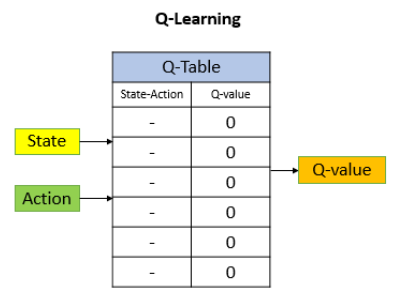 Q-Learning
Q-Table
State-Action Q-value
- 0
- 0
- 0
- 0
- 0
- 0
State
Action
Q-value